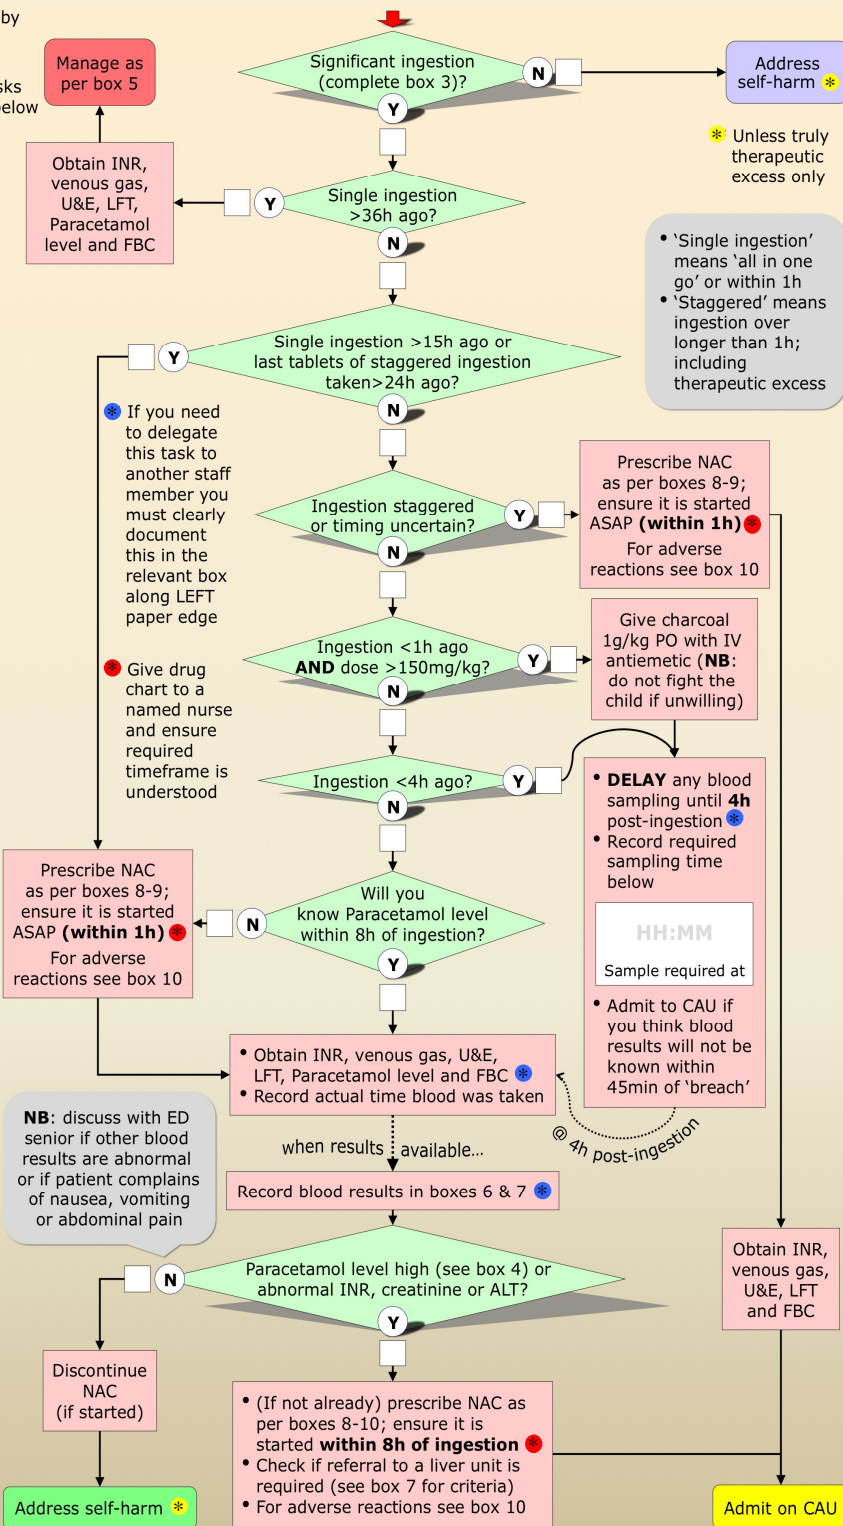 by
sks
below
Manage as
per box 5
Significant ingestion
(complete box 3)?
N
Y
Address
self-harm *
* Unless truly
therapeutic
excess only
Obtain INR,
venous gas,
U&E, LFT,
Paracetamol
level and FBC
Y
Single ingestion
>36h ago?
N
• ‘Single ingestion’
means ‘all in one
go’ or within 1h
• ‘Staggered’ means
ingestion over
longer than 1h;
including
therapeutic excess
Y
Single ingestion >15h ago or
last tablets of staggered ingestion
taken>24h ago?
N
* If you need
to delegate
this task to
another staff
member you
must clearly
document
this in the
relevant box
along LEFT
paper edge
Ingestion staggered
or timing uncertain?
Y
N
Prescribe NAC
as per boxes 8-9;
ensure it is started
ASAP (within 1h) *
For adverse
reactions see box 10
Ingestion <1h ago
AND dose >150mg/kg?
Y
N
Give charcoal
1g/kg PO with IV
antiemetic (NB:
do not fight the
child if unwilling)
* Give drug
chart to a
named nurse
and ensure
required
timeframe is
understood
Ingestion <4h ago?
Y
N
• DELAY any blood
sampling until 4h
post-ingestion *
• Record required
sampling time
below
HH:MM
Sample required at
• Admit to CAU if
you think blood
results will not be
known within
45min of ‘breach’
Prescribe NAC
as per boxes 8-9;
ensure it is started
ASAP (within 1h) *
For adverse
reactions see box 10
N
Will you
know Paracetamol level
within 8h of ingestion?
Y
• Obtain INR, venous gas, U&E,
LFT, Paracetamol level and FBC *
• Record actual time blood was taken
@ 4h post-ingestion
NB: discuss with ED
senior if other blood
results are abnormal
or if patient complains
of nausea, vomiting
or abdominal pain
when results available…
Record blood results in boxes 6 & 7 *
N
Paracetamol level high (see box 4) or
abnormal INR, creatinine or ALT?
Y
Obtain INR,
venous gas,
U&E, LFT
and FBC
Discontinue
NAC
(if started)
• (If not already) prescribe NAC as
per boxes 8-10; ensure it is
started within 8h of ingestion *
• Check if referral to a liver unit is
required (see box 7 for criteria)
• For adverse reactions see box 10
Address self-harm *
Admit on CAU